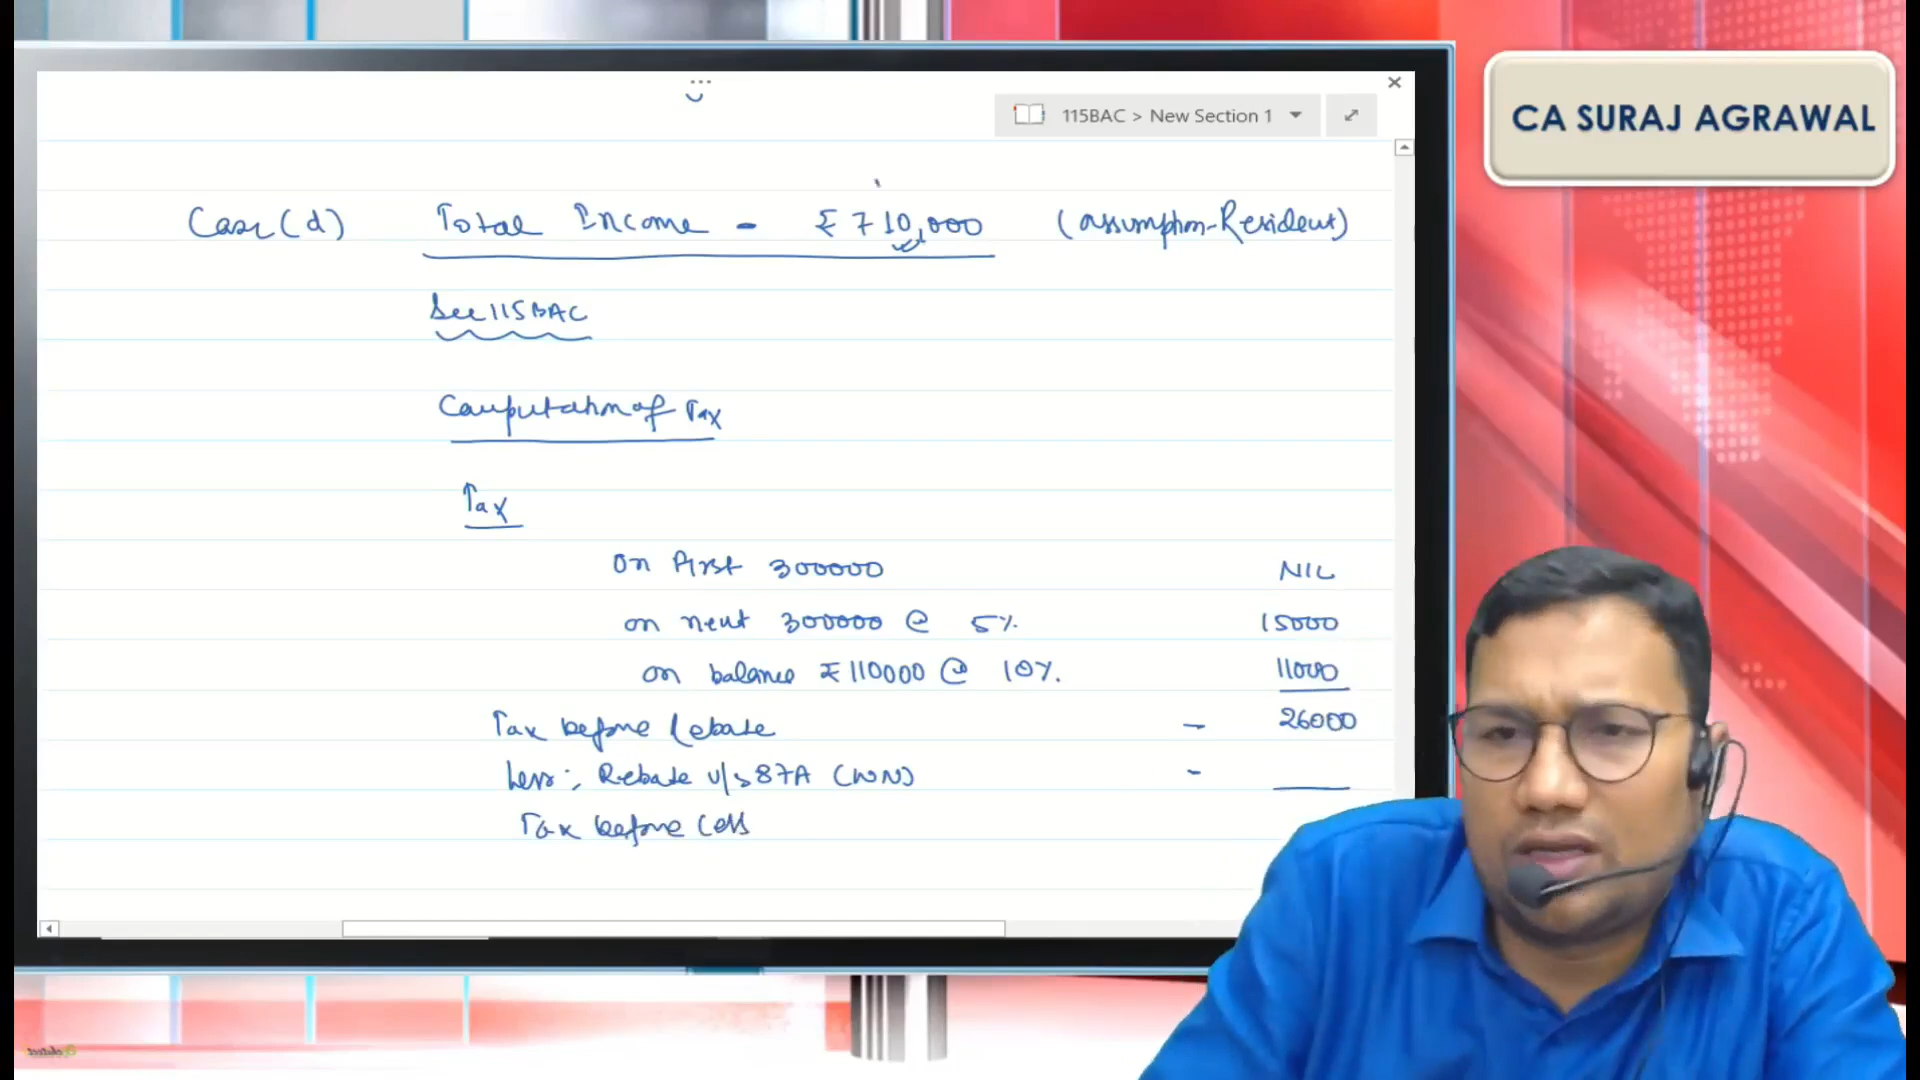 115BAC > New Section 1
CA SURAJ AGRAWAL
Case (d) Total Income - ₹ 710,000 (assumption-Resident)
Sec 115BAC
Computation of Tax
Tax
on First 300000 NIL
on next 300000 @ 5% 15000
on balance ₹ 110000 @ 10% 11000
Tax before Rebate - 26000
Less:- Rebate u/s 87A (WN) -
Tax before Cess